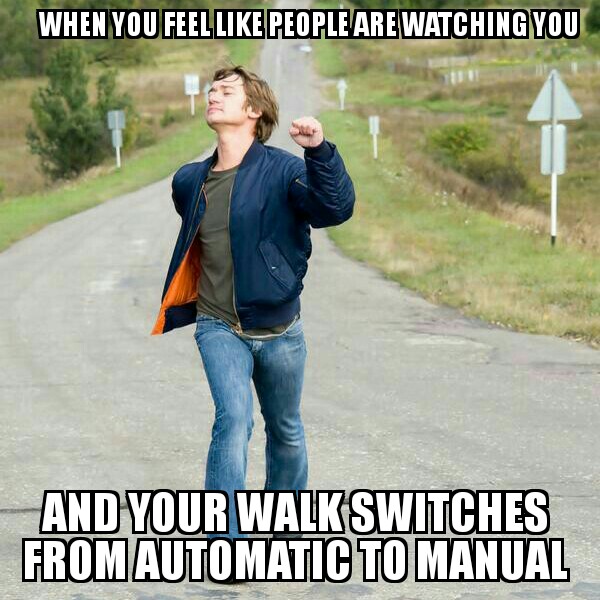 WHEN YOU FEEL LIKE PEOPLE ARE WATCHING YOU
AND YOUR WALK SWITCHES
FROM AUTOMATIC TO MANUAL